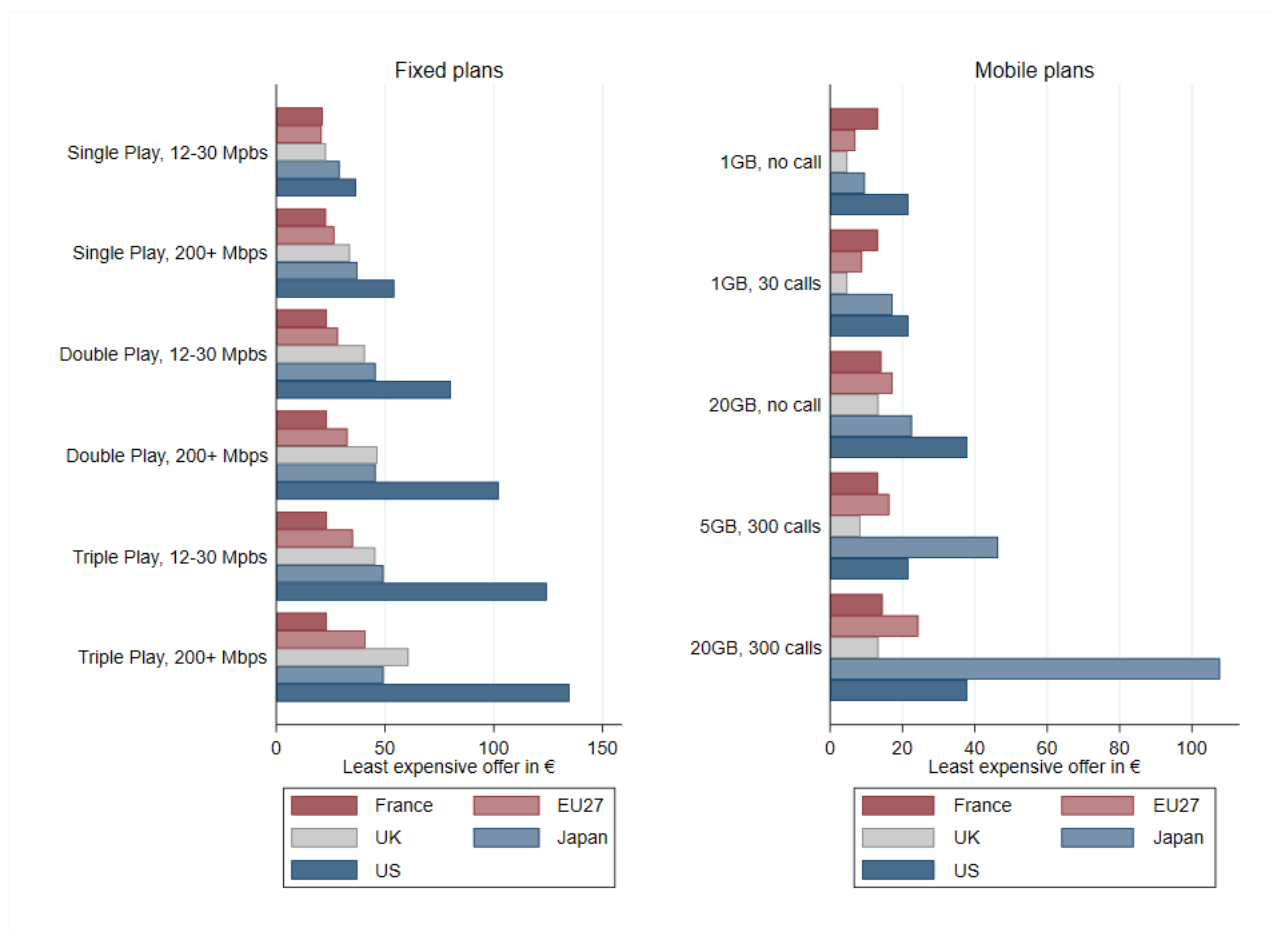 Fixed plans
Single Play, 12-30 Mpbs
Single Play, 200+ Mbps
Double Play, 12-30 Mpbs
Double Play, 200+ Mbps
Triple Play, 12-30 Mpbs
Triple Play, 200+ Mbps
0 50 100 150
Least expensive offer in €
France EU27
UK Japan
US
Mobile plans
1GB, no call
1GB, 30 calls
20GB, no call
5GB, 300 calls
20GB, 300 calls
0 20 40 60 80 100
Least expensive offer in €
France EU27
UK Japan
US